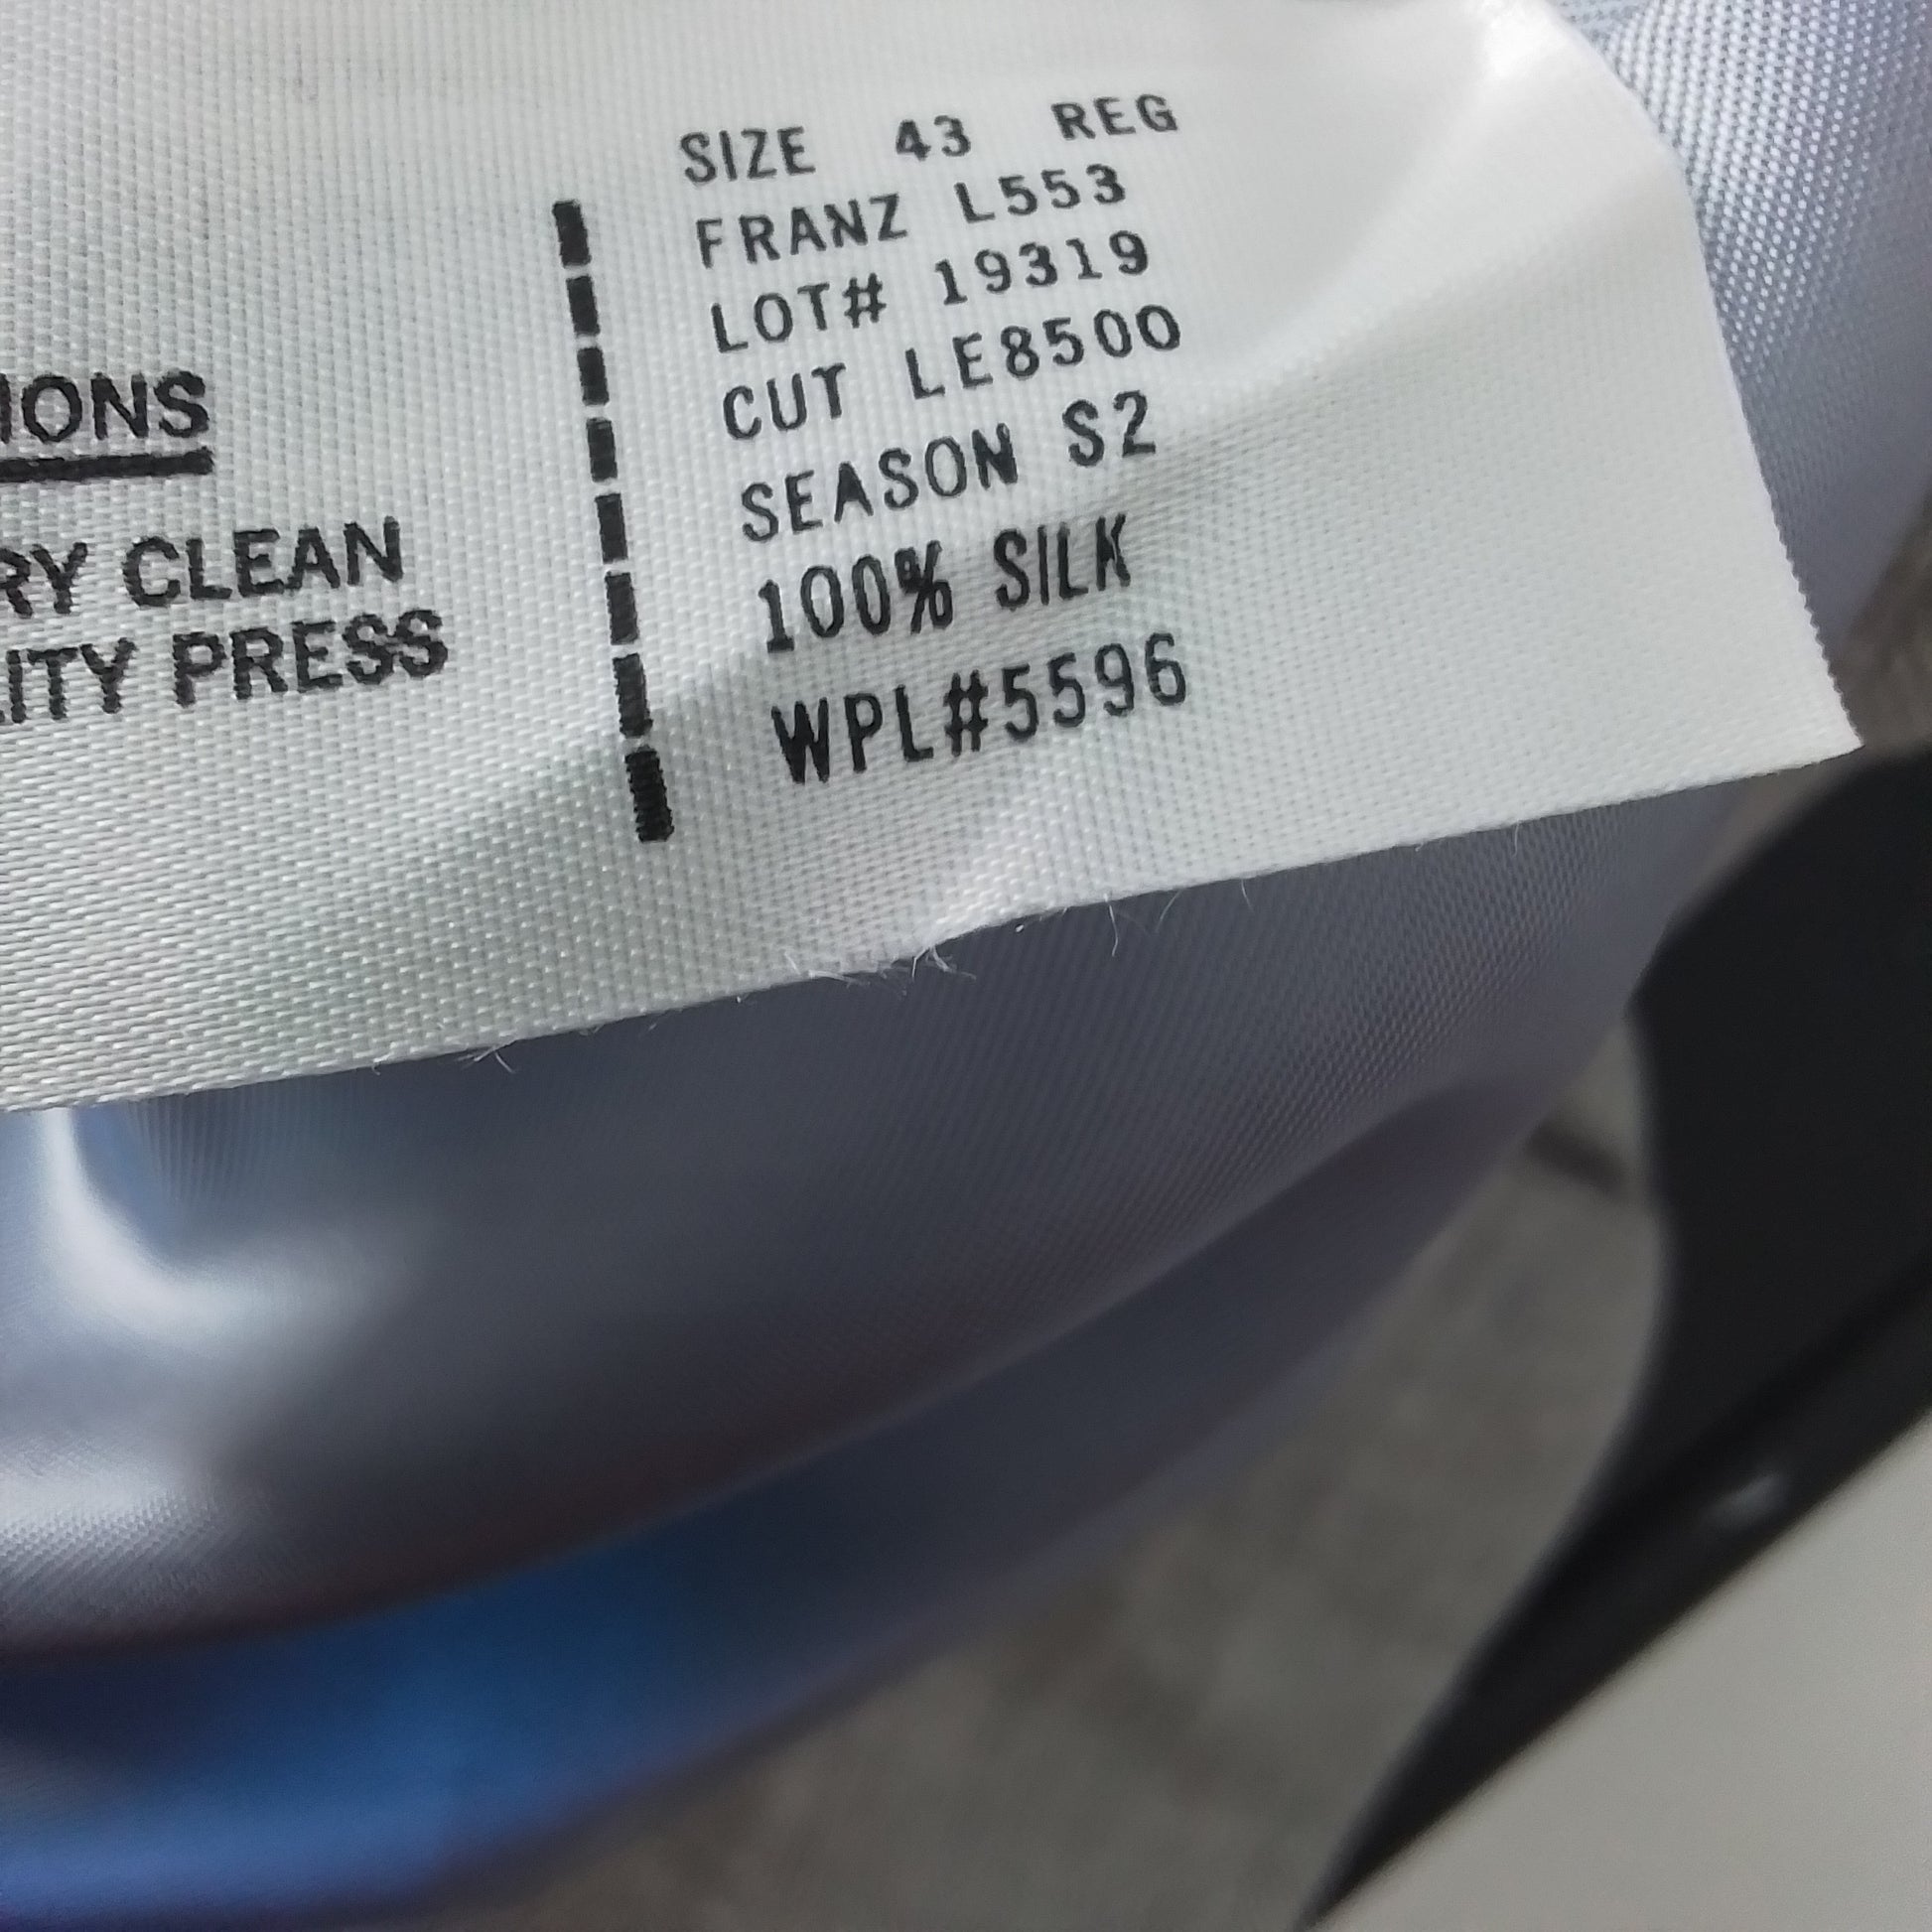 IONS
RY CLEAN
LITY PRESS
SIZE 43 REG
FRANZ L553
LOT# 19319
CUT LE8500
SEASON S2
100% SILK
WPL#5596